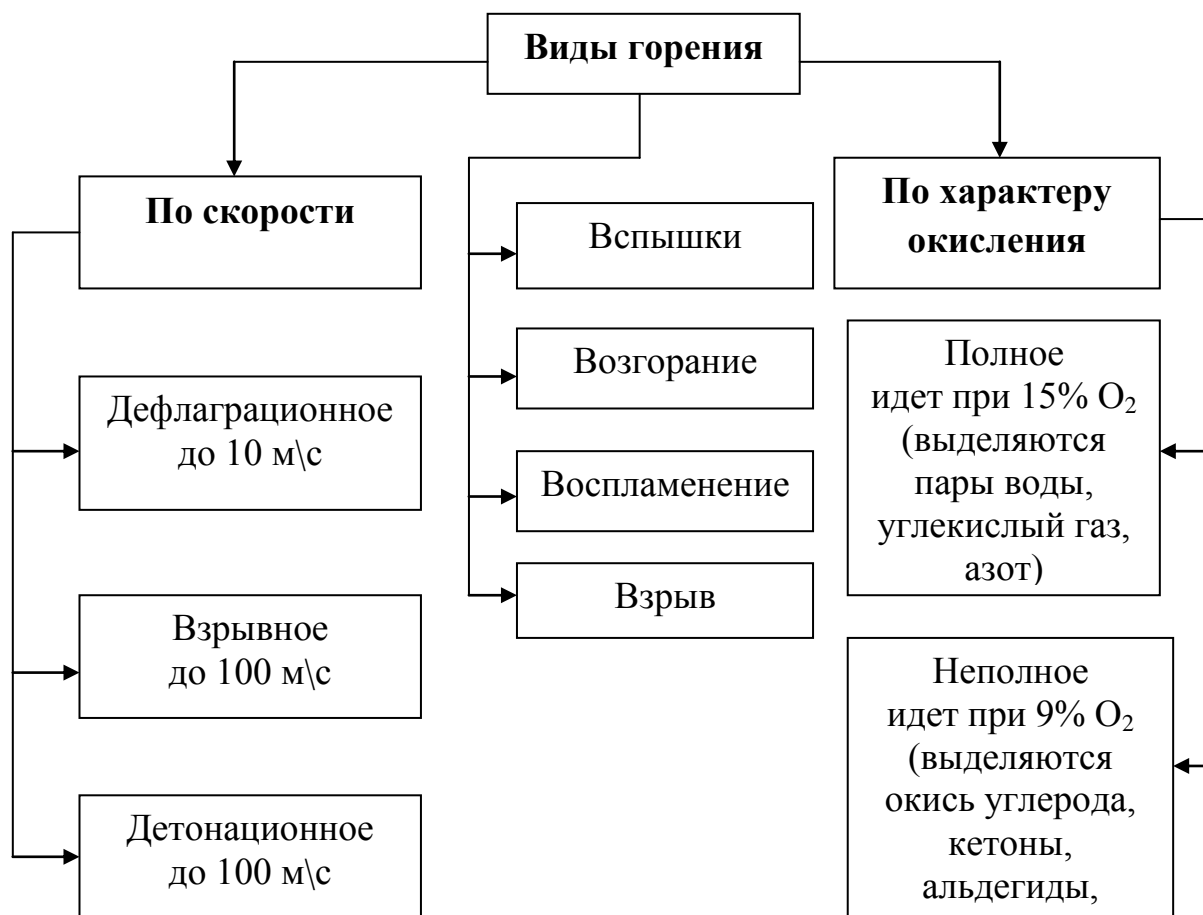 Виды горения
По скорости
Дефлаграционное
до 10 м\с
Взрывное
до 100 м\с
Детонационное
до 100 м\с
Вспышки
Возгорание
Воспламенение
Взрыв
По характеру
окисления
Полное
идет при 15% O₂
(выделяются
пары воды,
углекислый газ,
азот)
Неполное
идет при 9% O₂
(выделяются
окись углерода,
кетоны,
альдегиды,